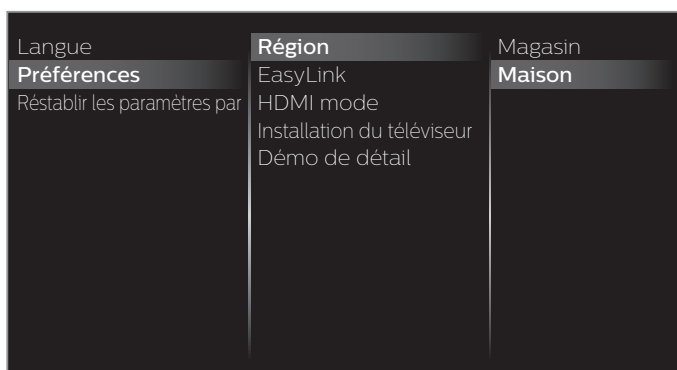 Langue
Préférences
Réstablir les paramètres par
Région
EasyLink
HDMI mode
Installation du téléviseur
Démo de détail
Magasin
Maison